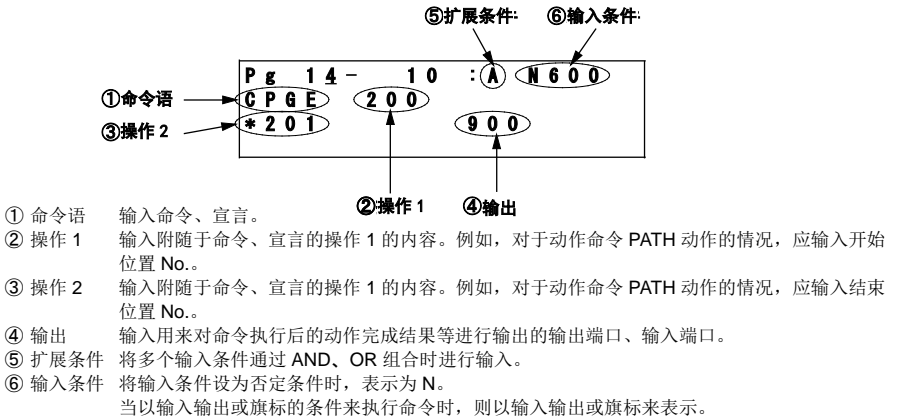 ⑤扩展条件: ⑥输入条件:
Pg 14- 10 :A N600
①命令语 CPGE 200
③操作 2 *201 900
②操作 1 ④输出
① 命令语 输入命令、宣言。
② 操作 1 输入附随于命令、宣言的操作 1 的内容。例如，对于动作命令 PATH 动作的情况，应输入开始
位置 No.。
③ 操作 2 输入附随于命令、宣言的操作 1 的内容。例如，对于动作命令 PATH 动作的情况，应输入结束
位置 No.。
④ 输出 输入用来对命令执行后的动作完成结果等进行输出的输出端口、输入端口。
⑤ 扩展条件 将多个输入条件通过 AND、OR 组合时进行输入。
⑥ 输入条件 将输入条件设为否定条件时，表示为 N。
当以输入输出或旗标的条件来执行命令时，则以输入输出或旗标来表示。